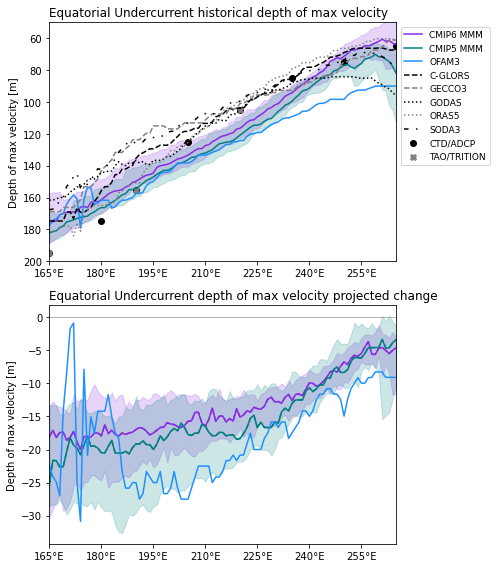 Equatorial Undercurrent historical depth of max velocity
Depth of max velocity [m]
60
80
100
120
140
160
180
200
165°E 180°E 195°E 210°E 225°E 240°E 255°E
CMIP6 MMM
CMIP5 MMM
OFAM3
C-GLORS
GECCO3
GODAS
ORAS5
SODA3
CTD/ADCP
TAO/TRITION
Equatorial Undercurrent depth of max velocity projected change
Depth of max velocity [m]
0
−5
−10
−15
−20
−25
−30
165°E 180°E 195°E 210°E 225°E 240°E 255°E